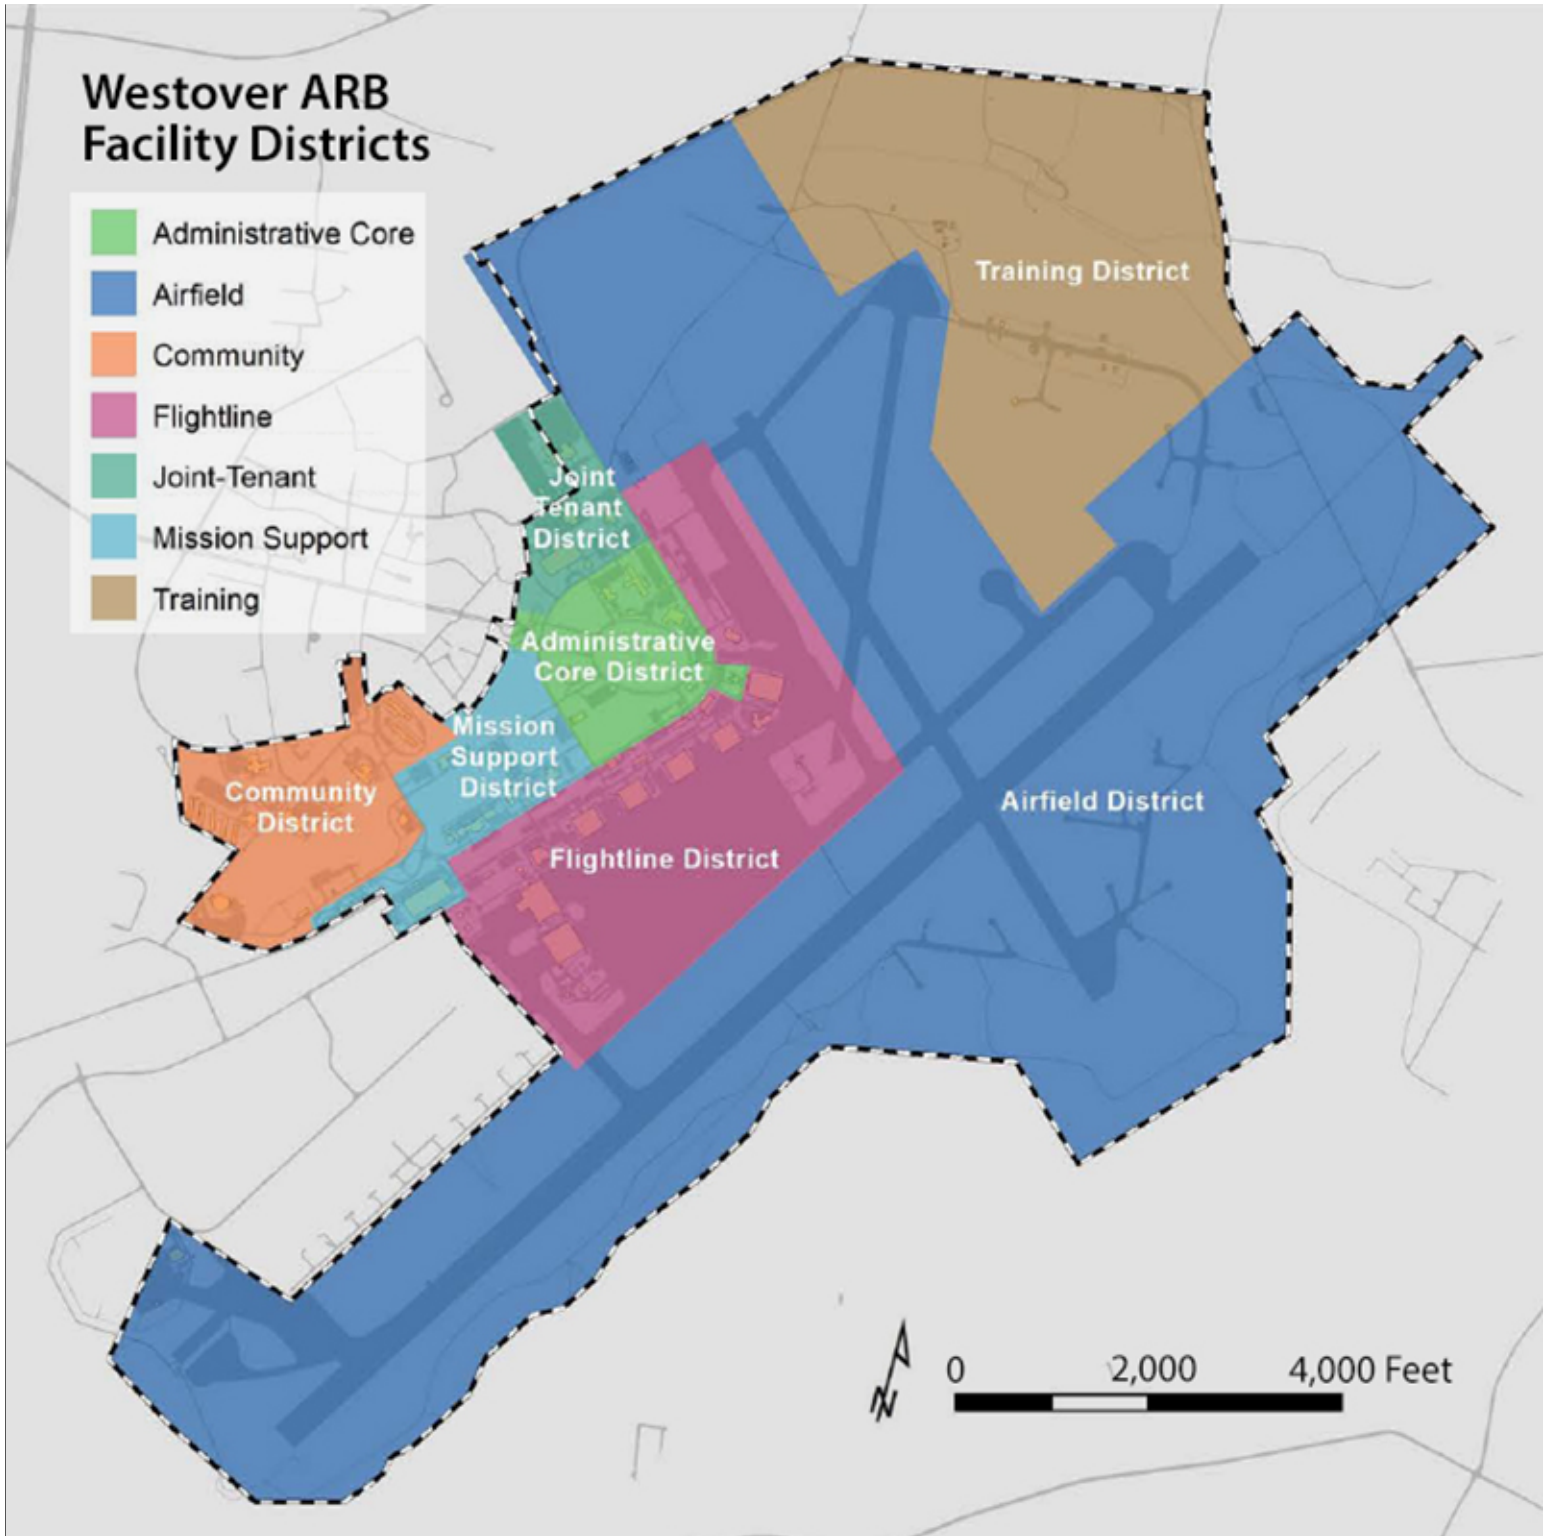 Westover ARB
Facility Districts
Administrative Core
Airfield
Community
Flightline
Joint-Tenant
Mission Support
Training
Training District
Joint
Tenant
District
Administrative
Core District
Mission
Support
District
Community
District
Airfield District
Flightline District
N
0 2,000 4,000 Feet